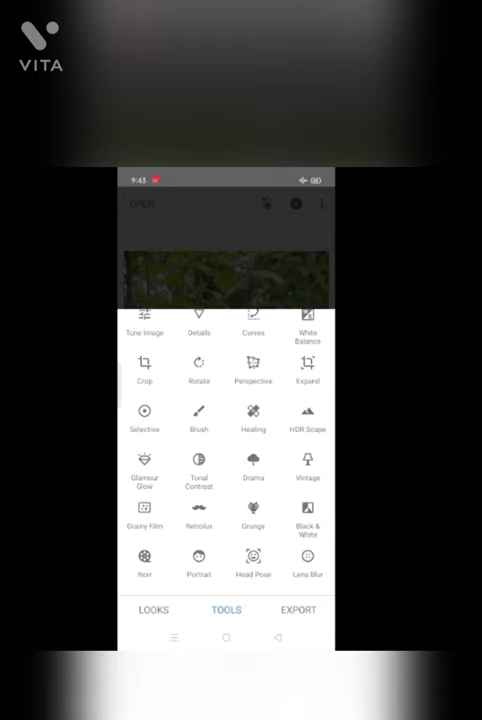 VITA
9:43
OPEN
Tune Image Details Curves White Balance
Crop Rotate Perspective Expand
Selective Brush Healing HDR Scape
Glamour Glow Tonal Contrast Drama Vintage
Grainy Film Retrolux Grunge Black & White
Noir Portrait Head Pose Lens Blur
LOOKS TOOLS EXPORT